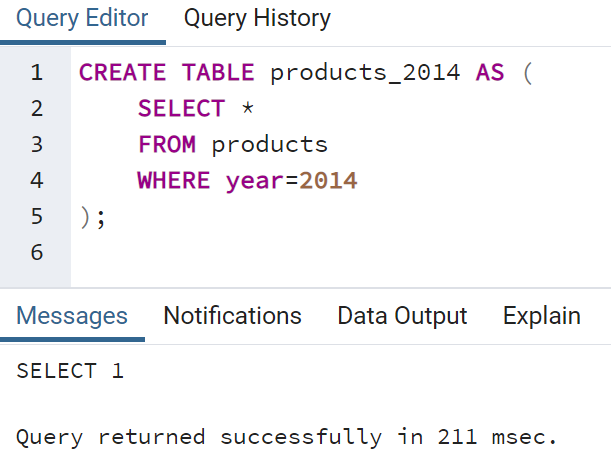 Query Editor Query History
1 CREATE TABLE products_2014 AS (
2     SELECT *
3     FROM products
4     WHERE year=2014
5 );
6
Messages Notifications Data Output Explain
SELECT 1
Query returned successfully in 211 msec.